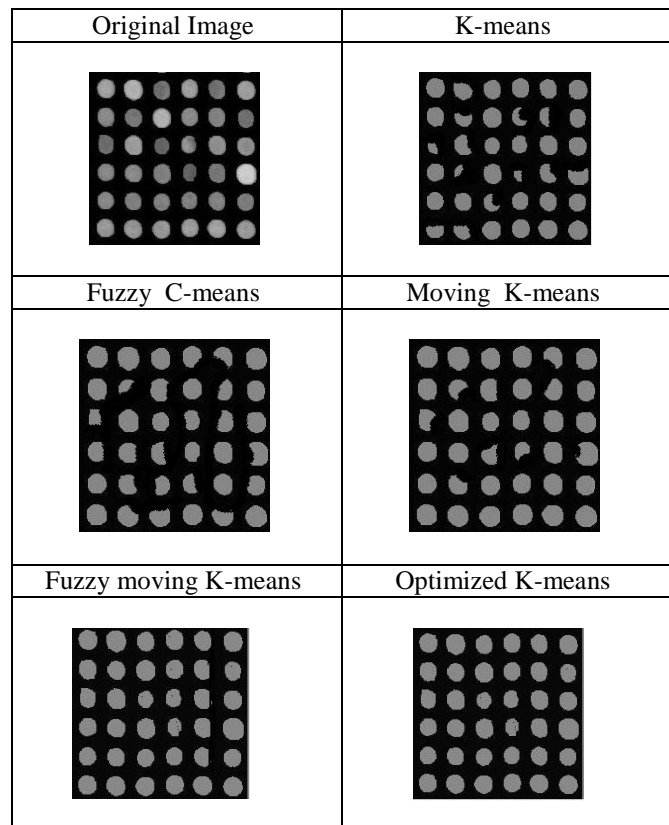 Original Image
K-means
Fuzzy C-means
Moving K-means
Fuzzy moving K-means
Optimized K-means